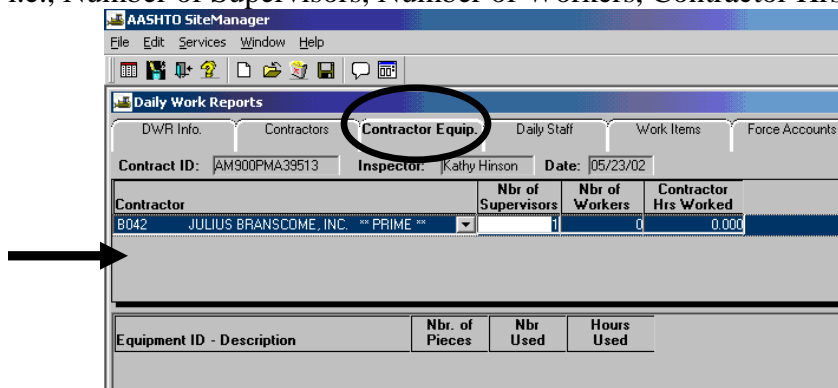 i.e., Number of Supervisors, Number of Workers, Contractor Hrs
AASHTO SiteManager
File Edit Services Window Help
Daily Work Reports
DWR Info. Contractors Contractor Equip. Daily Staff Work Items Force Accounts
Contract ID: AM900PMA39513 Inspector: Kathy Hinson Date: 05/23/02
Contractor Nbr of Supervisors Nbr of Workers Contractor Hrs Worked
B042 JULIUS BRANSCOME, INC. ** PRIME ** 1 0 0.000
Equipment ID - Description Nbr. of Pieces Nbr Used Hours Used